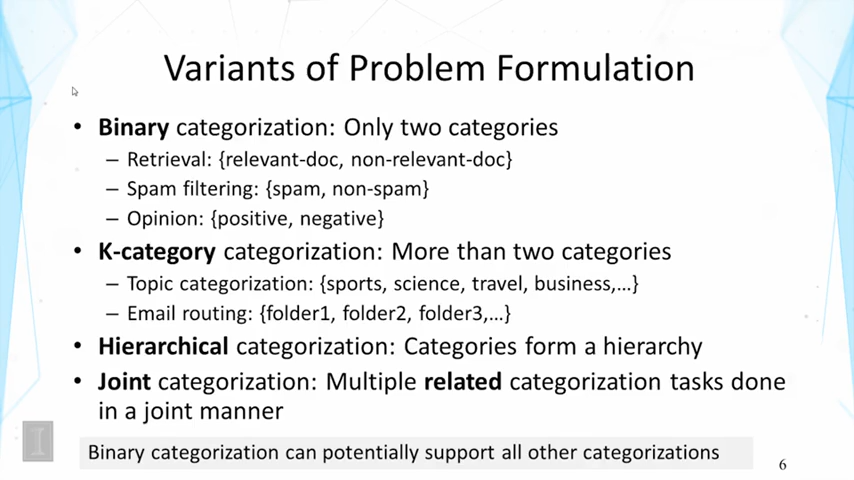 Variants of Problem Formulation
• Binary categorization: Only two categories
– Retrieval: {relevant-doc, non-relevant-doc}
– Spam filtering: {spam, non-spam}
– Opinion: {positive, negative}
• K-category categorization: More than two categories
– Topic categorization: {sports, science, travel, business,...}
– Email routing: {folder1, folder2, folder3,...}
• Hierarchical categorization: Categories form a hierarchy
• Joint categorization: Multiple related categorization tasks done
in a joint manner
Binary categorization can potentially support all other categorizations
6